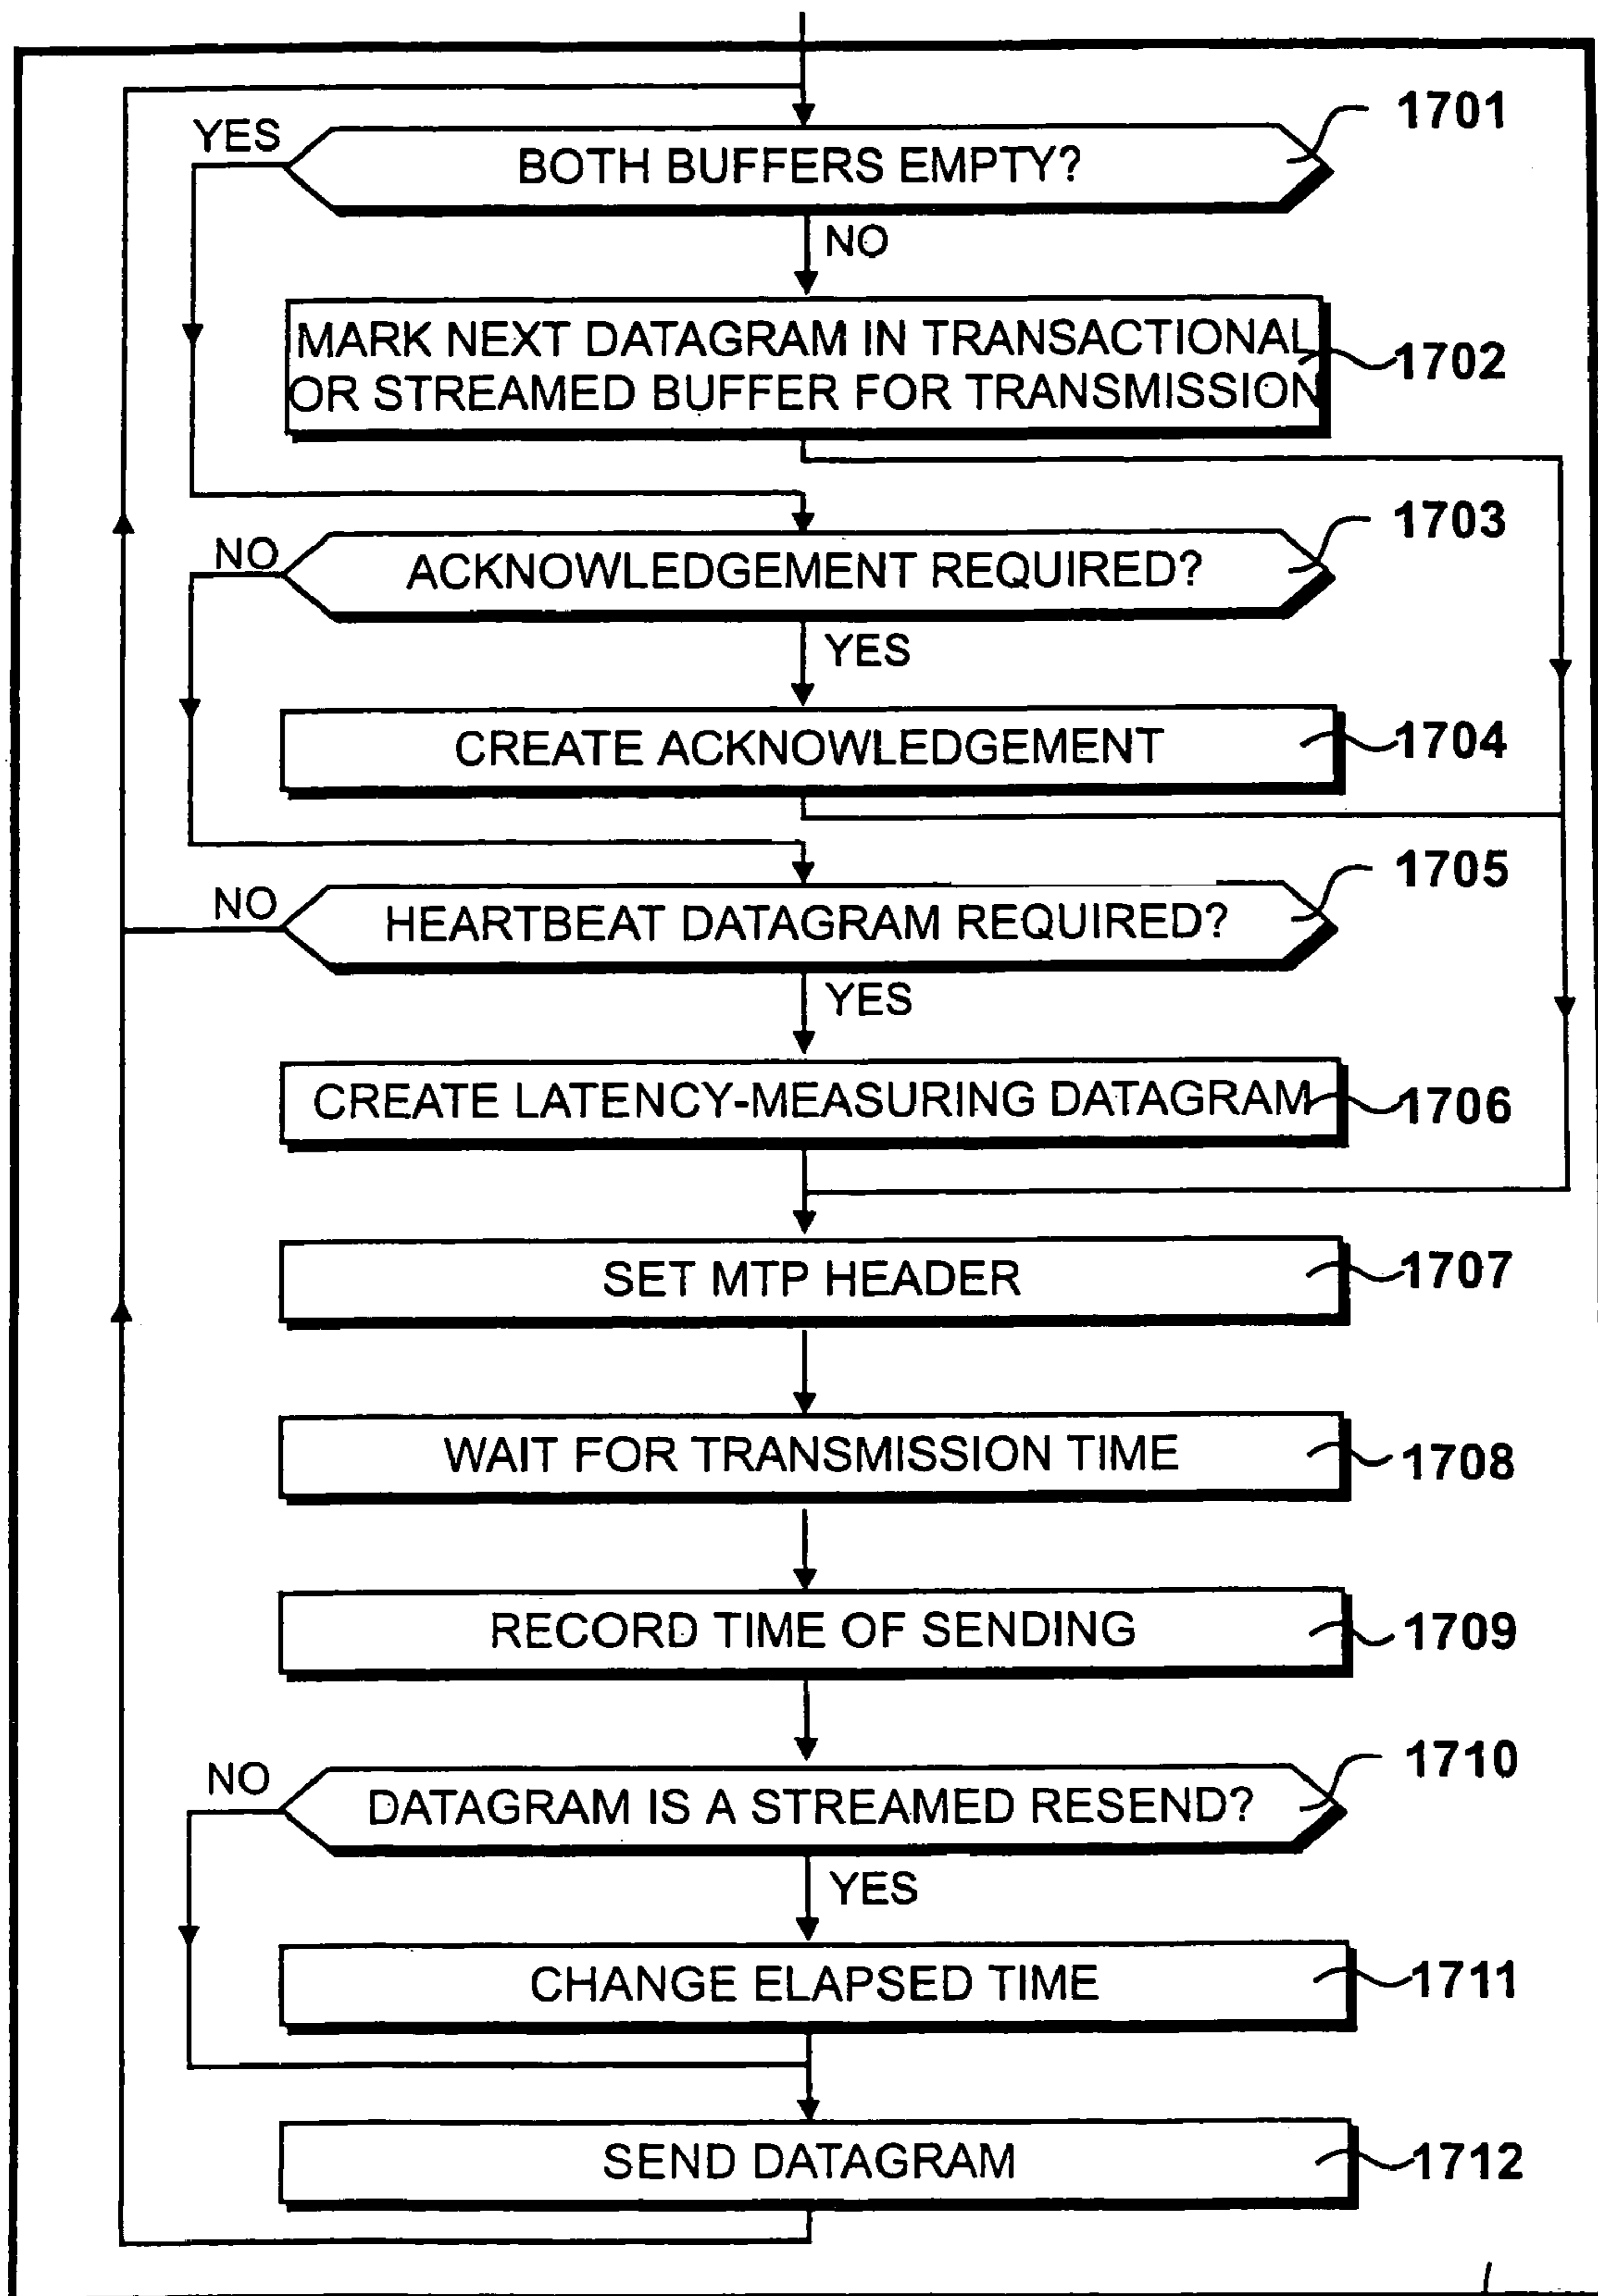 1701
YES
BOTH BUFFERS EMPTY?
NO
MARK NEXT DATAGRAM IN TRANSACTIONAL
OR STREAMED BUFFER FOR TRANSMISSION
1702
1703
NO
ACKNOWLEDGEMENT REQUIRED?
YES
CREATE ACKNOWLEDGEMENT
1704
1705
NO
HEARTBEAT DATAGRAM REQUIRED?
YES
CREATE LATENCY-MEASURING DATAGRAM
1706
SET MTP HEADER
1707
WAIT FOR TRANSMISSION TIME
1708
RECORD TIME OF SENDING
1709
1710
NO
DATAGRAM IS A STREAMED RESEND?
YES
CHANGE ELAPSED TIME
1711
SEND DATAGRAM
1712